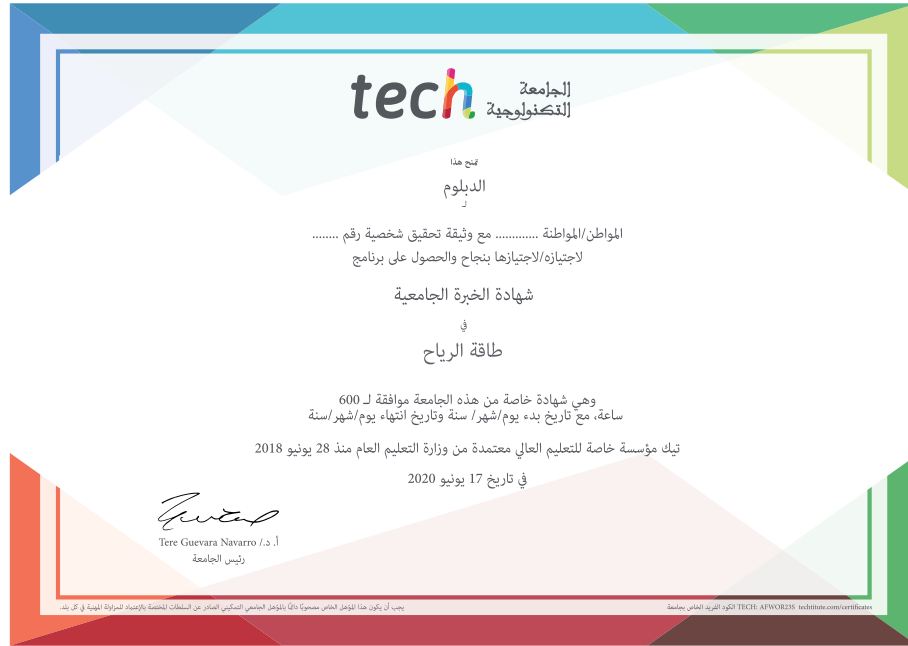 tech الجامعة
التكنولوجية
تمنح هذا
الدبلوم
لـ
المواطن/المواطنة ............. مع وثيقة تحقيق شخصية رقم ........
لاجتيازه/لاجتيازها بنجاح والحصول على برنامج
شهادة الخبرة الجامعية
في
طاقة الرياح
وهي شهادة خاصة من هذه الجامعة موافقة لـ 600
ساعة، مع تاريخ بدء يوم/شهر/ سنة وتاريخ انتهاء يوم/شهر/سنة
تيك مؤسسة خاصة للتعليم العالي معتمدة من وزارة التعليم العام منذ 28 يونيو 2018
في تاريخ 17 يونيو 2020
أ. د./ Tere Guevara Navarro
رئيس الجامعة
يجب أن يكون هذا المؤهل الخاص مصحوبًا دائمًا بالمؤهل الجامعي التمكيني الصادر عن السلطات المختصة بالإعتماد للمزاولة المهنية في كل بلد.
الكود الفريد الخاص بجامعة TECH: AFWOR23S techtitute.com/certificates